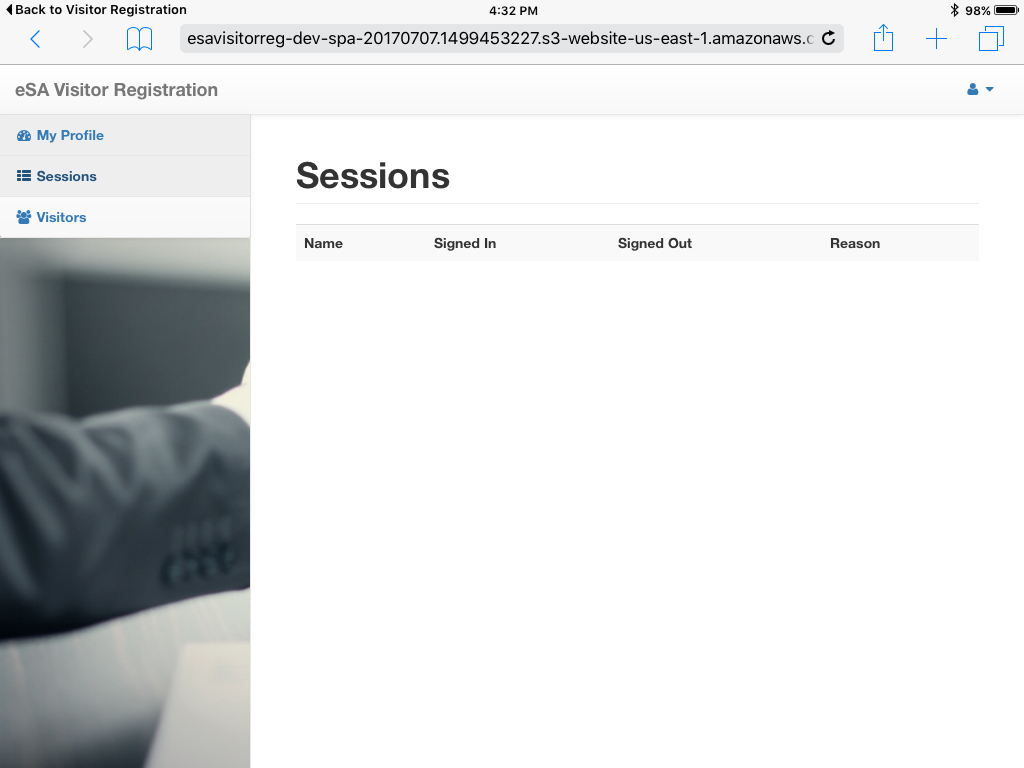 Back to Visitor Registration 4:32 PM 98%
esavisitorreg-dev-spa-20170707.1499453227.s3-website-us-east-1.amazonaws.c
eSA Visitor Registration
My Profile
Sessions
Visitors
Sessions
Name Signed In Signed Out Reason